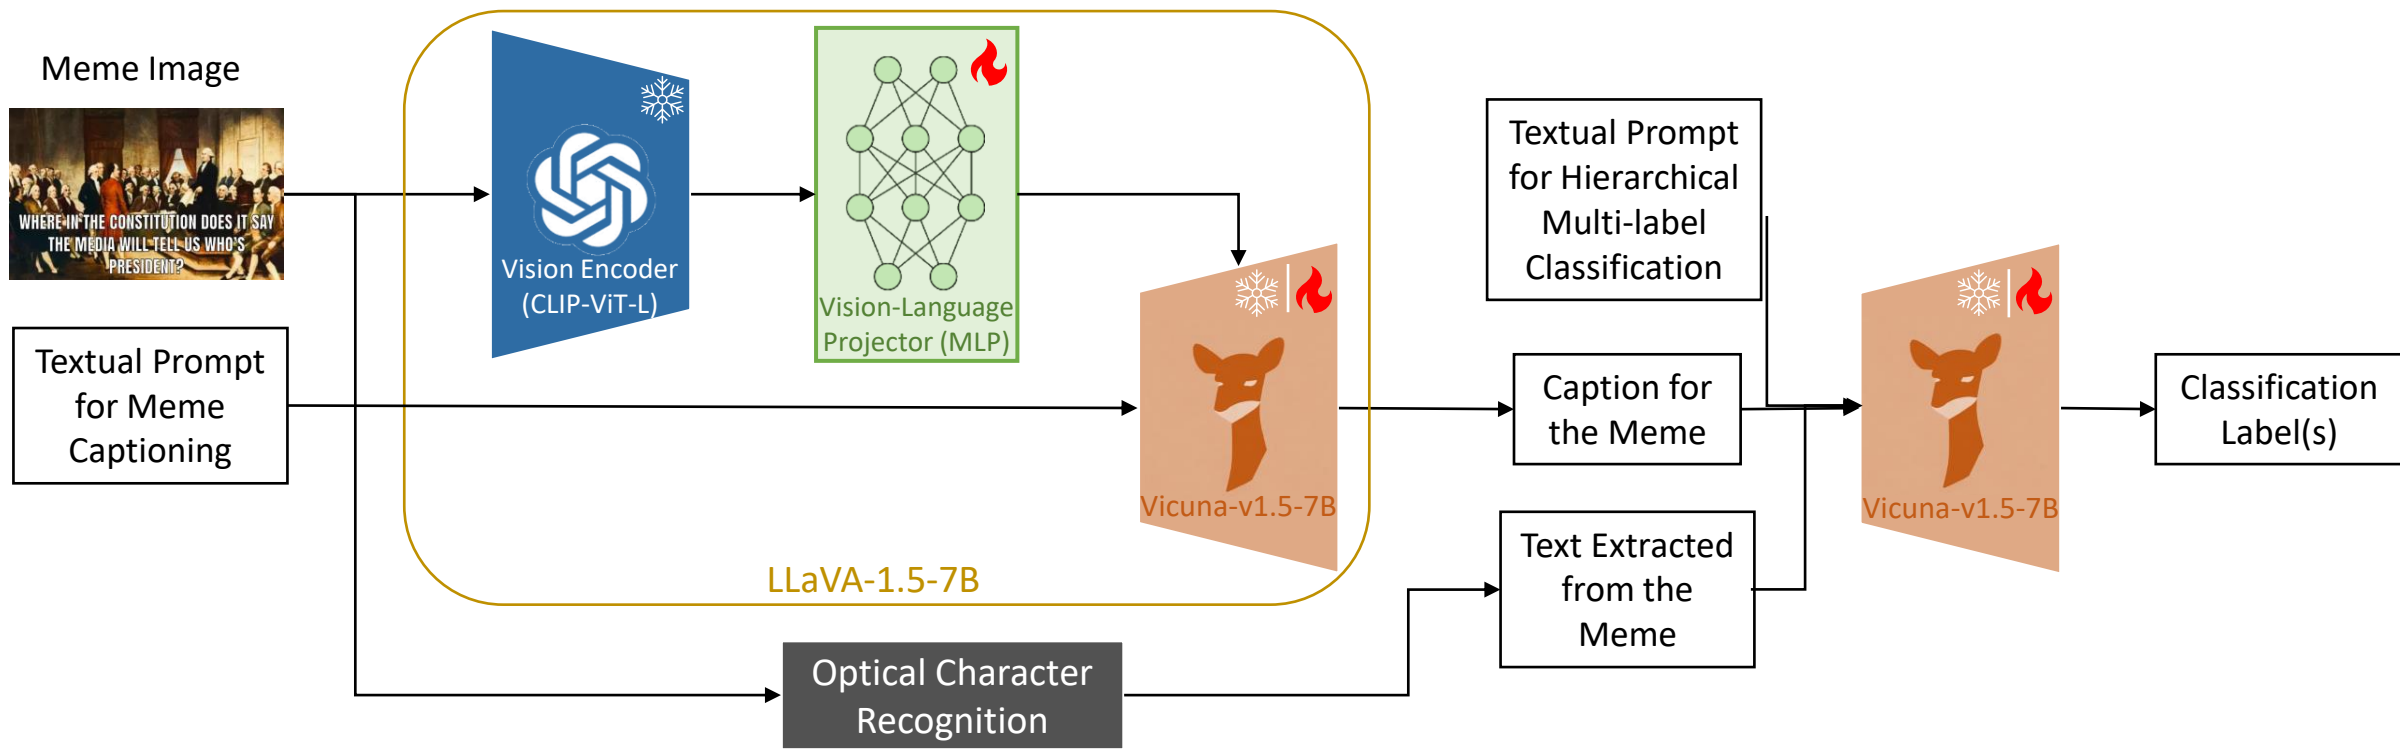 Meme Image
WHERE IN THE CONSTITUTION DOES IT SAY
THE MEDIA WILL TELL US WHO'S
PRESIDENT?
Textual Prompt
for Meme
Captioning
Vision Encoder
(CLIP-ViT-L)
Vision-Language
Projector (MLP)
Vicuna-v1.5-7B
LLaVA-1.5-7B
Optical Character
Recognition
Textual Prompt
for Hierarchical
Multi-label
Classification
Caption for
the Meme
Text Extracted
from the
Meme
Vicuna-v1.5-7B
Classification
Label(s)